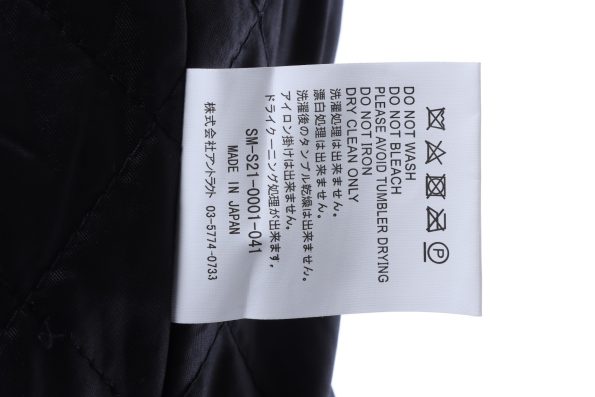 DO NOT WASH
DO NOT BLEACH
PLEASE AVOID TUMBLER DRYING
DO NOT IRON
DRY CLEAN ONLY
洗濯処理は出来ません。
漂白処理は出来ません。
洗濯後のタンブル乾燥は出来ません。
アイロン掛けは出来ません。
ドライクーニング処理が出来ます。
SM-S21-0001-041
MADE IN JAPAN
株式会社アントラクト 03-5774-0733
P